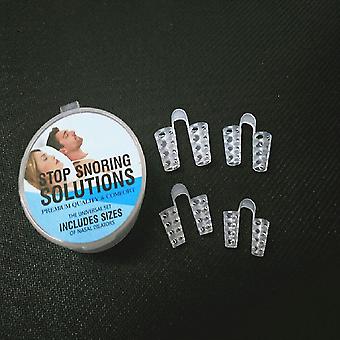 STOP SNORING
SOLUTIONS
PREMIUM QUALITY & COMFORT
THE UNIVERSAL SET
INCLUDES SIZES
OF NASAL DILATORS